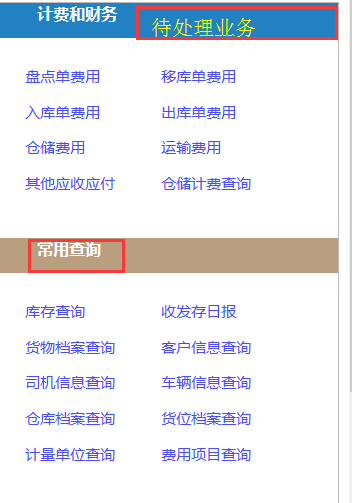 计费和财务 待处理业务
盘点单费用 移库单费用
入库单费用 出库单费用
仓储费用 运输费用
其他应收应付 仓储计费查询
常用查询
库存查询 收发存日报
货物档案查询 客户信息查询
司机信息查询 车辆信息查询
仓库档案查询 货位档案查询
计量单位查询 费用项目查询